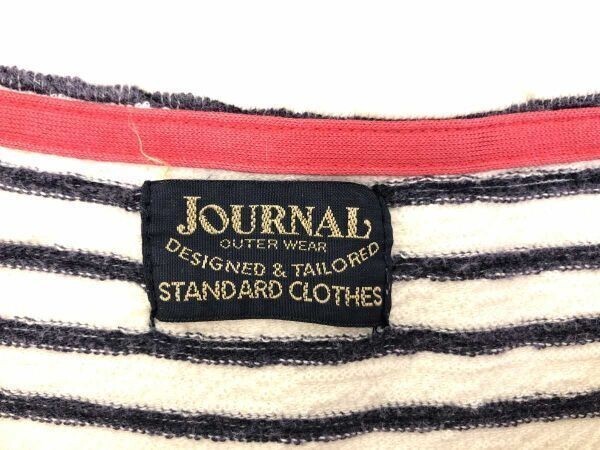 JOURNAL
OUTER WEAR
DESIGNED & TAILORED
STANDARD CLOTHES